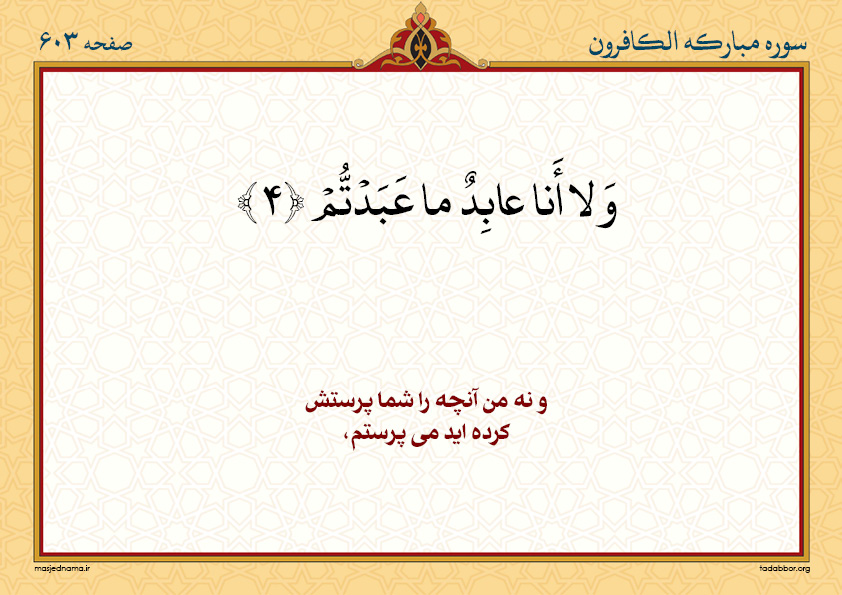 سوره مبارکه الکافرون
صفحه ۶۰۳
وَلا أَنا عابِدٌ ما عَبَدْتُّمْ ﴿۴﴾
و نه من آنچه را شما پرستش
کرده اید می پرستم،
masjednama.ir
tadabbor.org